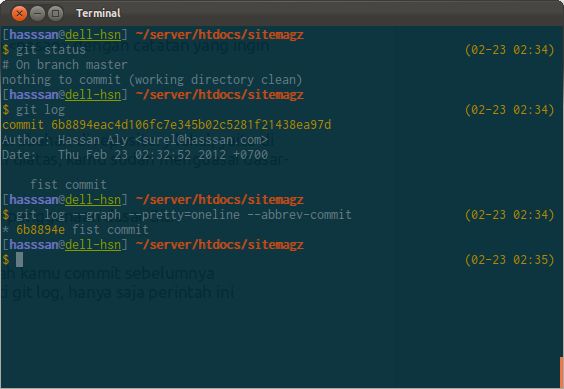 Terminal
[hasssan@dell-hsn] ~/server/htdocs/sitemagz
$ git status (02-23 02:34)
# On branch master
nothing to commit (working directory clean)
[hasssan@dell-hsn] ~/server/htdocs/sitemagz
$ git log (02-23 02:34)
commit 6b8894eac4d106fc7e345b02c5281f21438ea97d
Author: Hassan Aly <surel@hasssan.com>
Date:   Thu Feb 23 02:32:52 2012 +0700
fist commit
[hasssan@dell-hsn] ~/server/htdocs/sitemagz
$ git log --graph --pretty=oneline --abbrev-commit (02-23 02:34)
* 6b8894e fist commit
[hasssan@dell-hsn] ~/server/htdocs/sitemagz
$ (02-23 02:35)
ah kamu commit sebelumnya
git log, hanya saja perintah ini